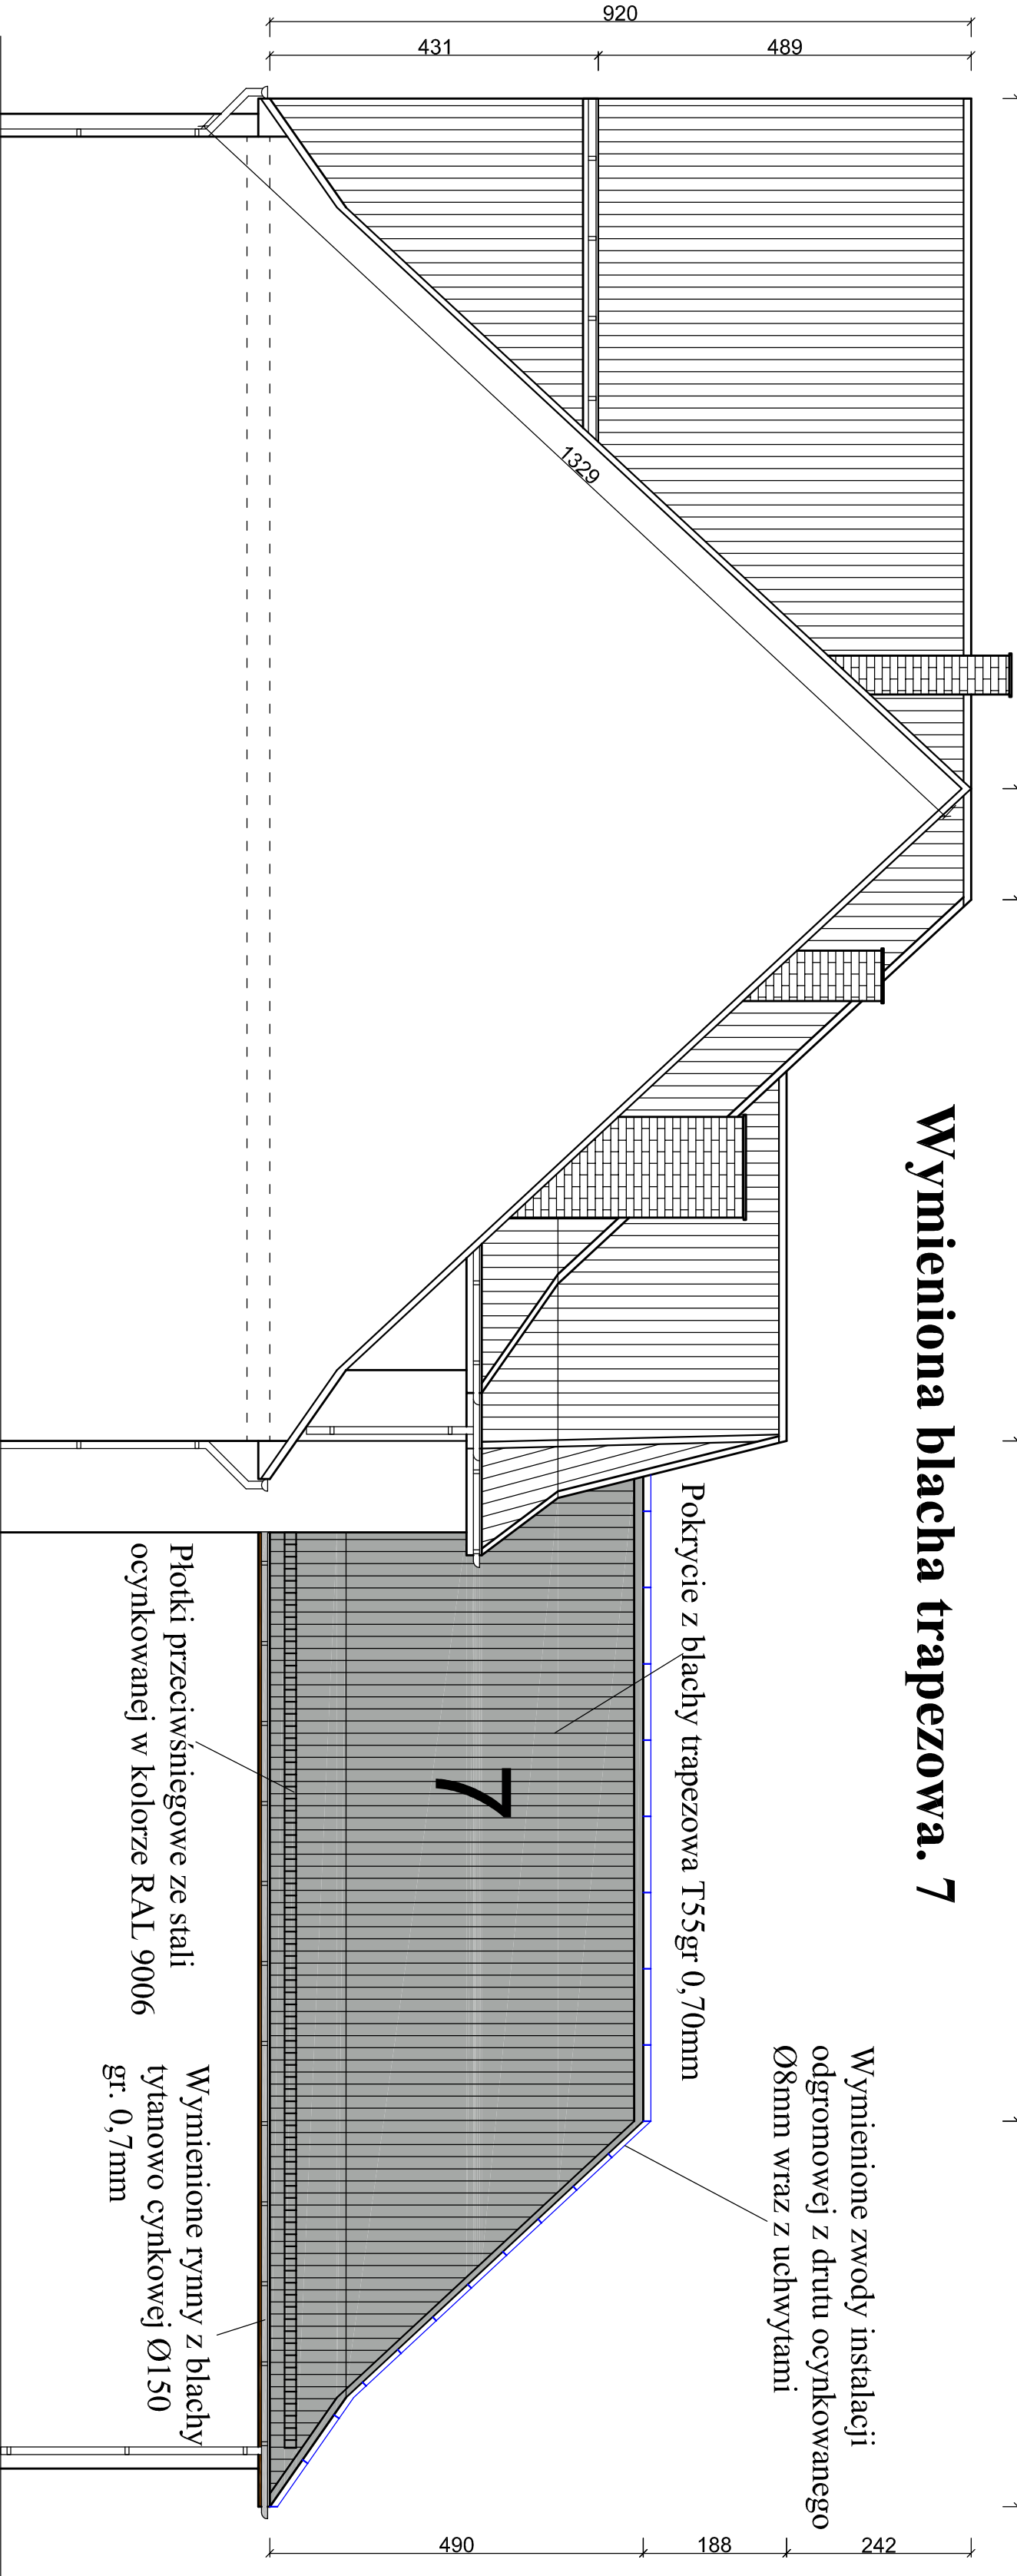 Wymieniona blacha trapezowa. 7
Wymienione zwody instalacji
odgromowej z drutu ocynkowanego
Ø8mm wraz z uchwytami
Pokrycie z blachy trapezowa T55gr 0,70mm
7
Płotki przeciwśniegowe ze stali
ocynkowanej w kolorze RAL 9006
Wymienione rynny z blachy
tytanowo cynkowej Ø150
gr. 0,7mm
920
431
489
1329
490
188
242